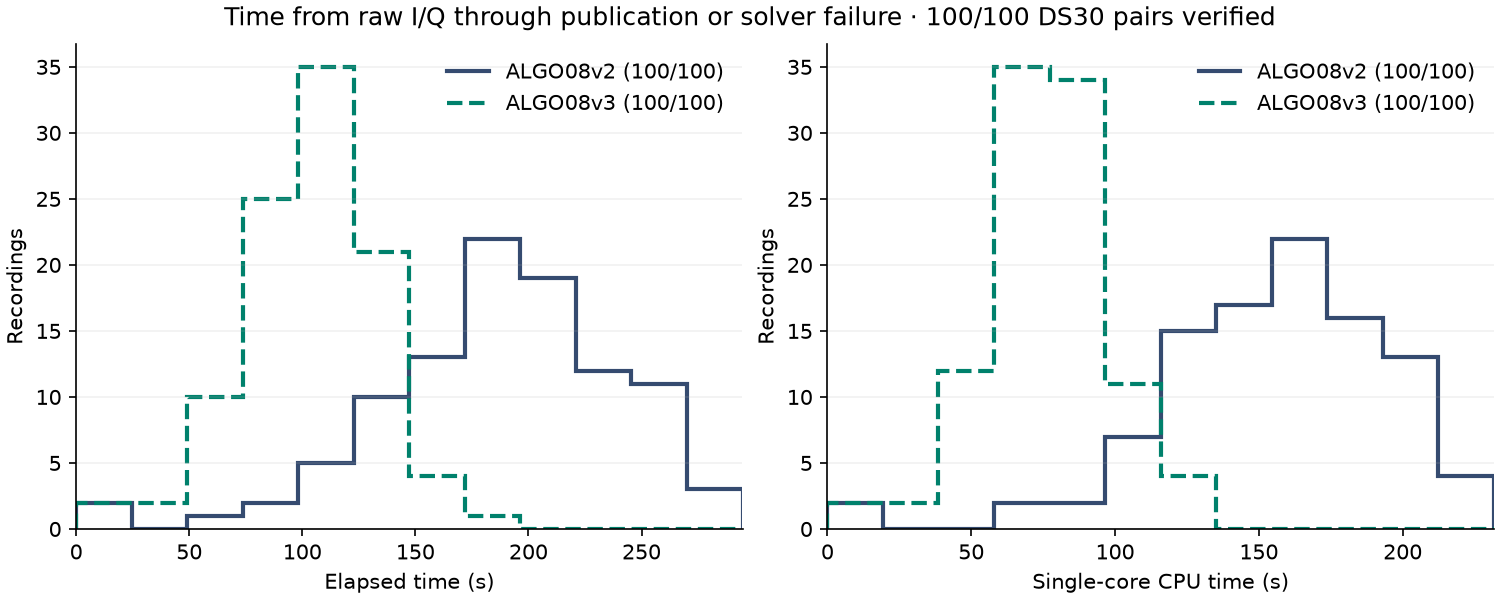 Time from raw I/Q through publication or solver failure · 100/100 DS30 pairs verified
35
30
25
20
15
10
5
0
Recordings
0 50 100 150 200 250
Elapsed time (s)
ALGO08v2 (100/100)
ALGO08v3 (100/100)
35
30
25
20
15
10
5
0
Recordings
0 50 100 150 200
Single-core CPU time (s)
ALGO08v2 (100/100)
ALGO08v3 (100/100)